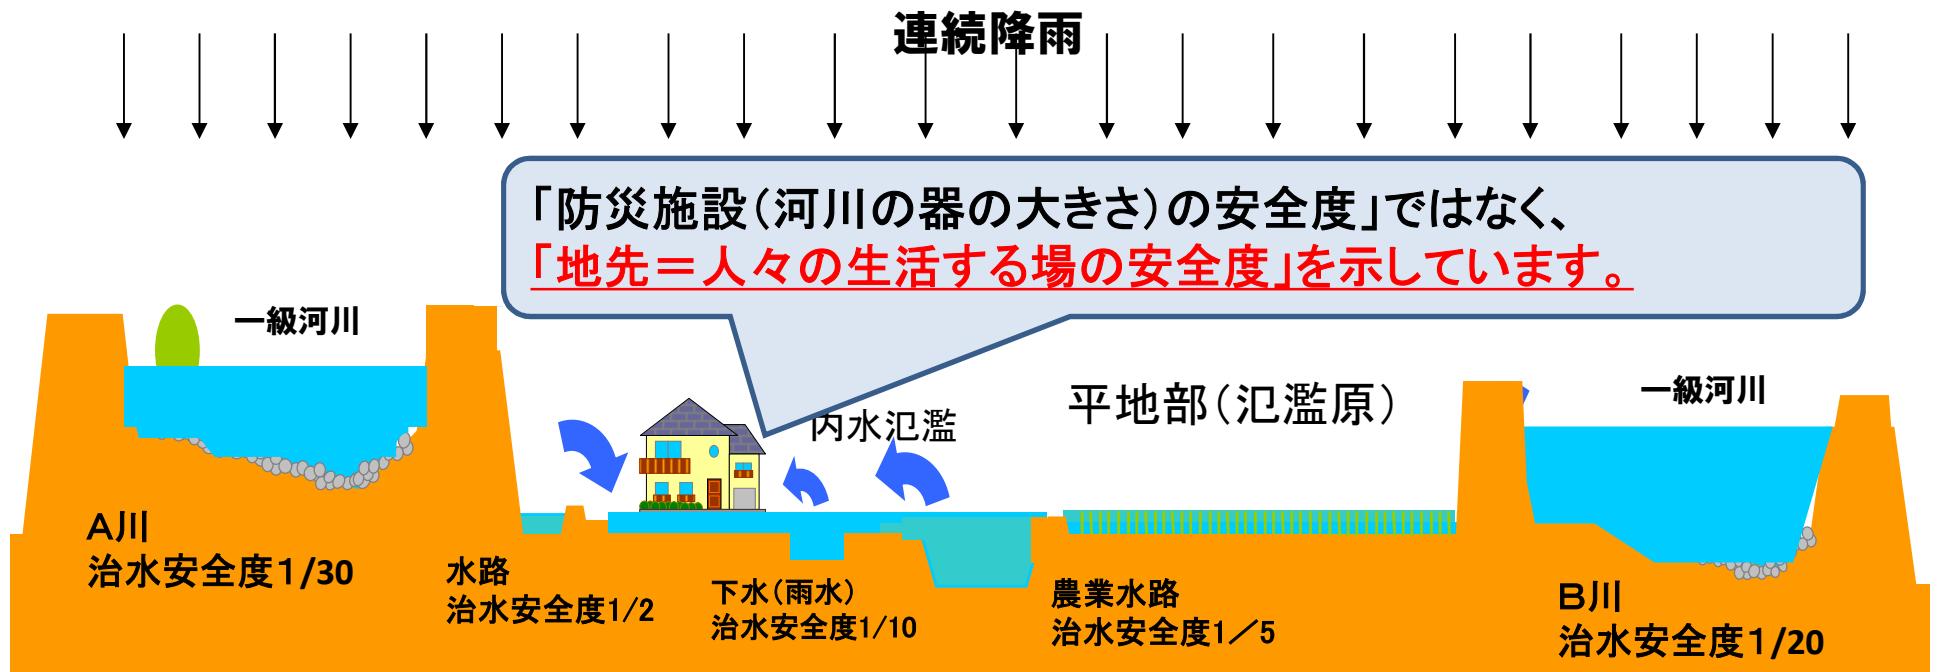 連続降雨
「防災施設(河川の器の大きさ)の安全度」ではなく、
「地先＝人々の生活する場の安全度」を示しています。
一級河川
内水氾濫
平地部(氾濫原)
一級河川
A川
治水安全度1/30
水路
治水安全度1/2
下水(雨水)
治水安全度1/10
農業水路
治水安全度1／5
B川
治水安全度1/20